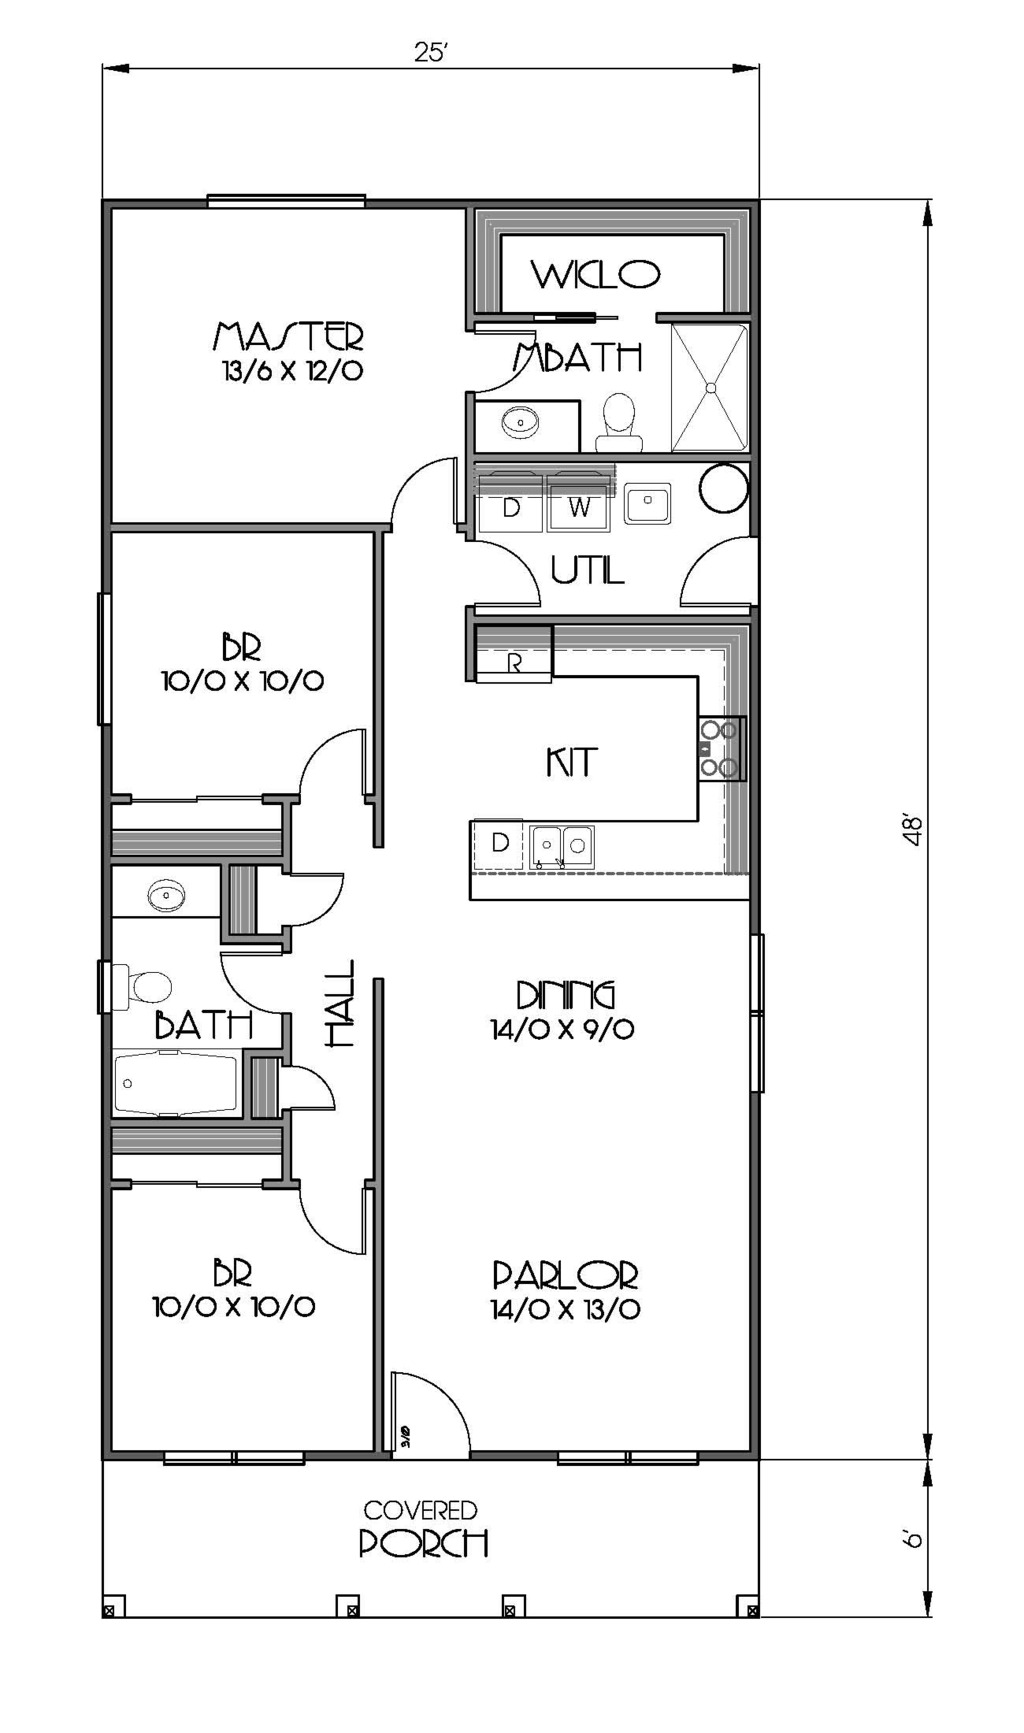 25'
WICLO
MASTER
13/6 X 12/0
MBATH
D
W
UTIL
BR
10/0 X 10/0
R
KIT
48'
D
HALL
DINING
14/0 X 9/0
BATH
BR
10/0 X 10/0
PARLOR
14/0 X 13/0
3/0
COVERED
PORCH
6'